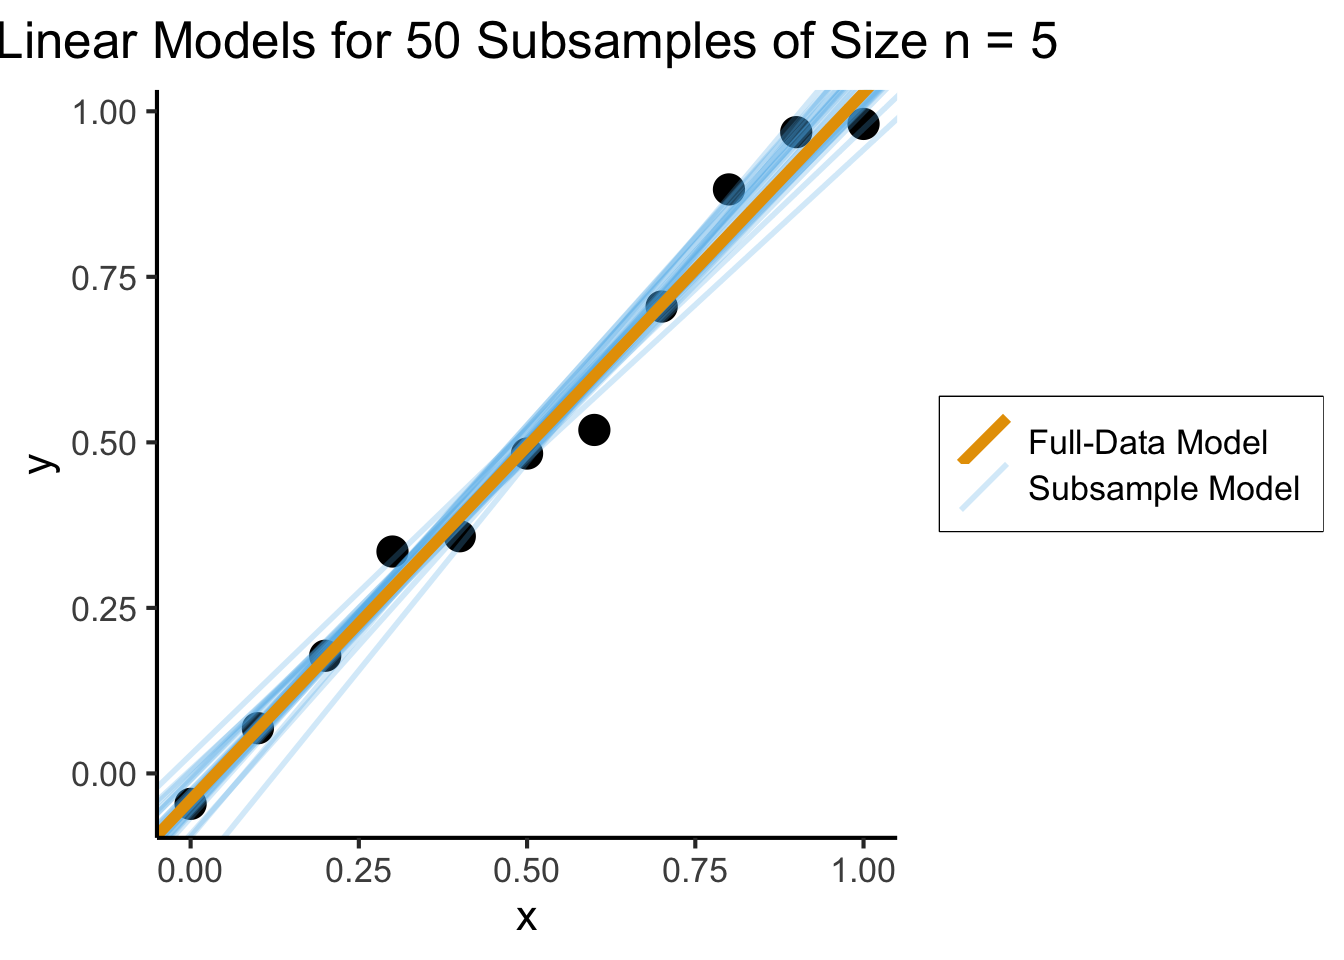 Linear Models for 50 Subsamples of Size n = 5
1.00
0.75
0.50
0.25
0.00
y
0.00 0.25 0.50 0.75 1.00
x
Full-Data Model
Subsample Model